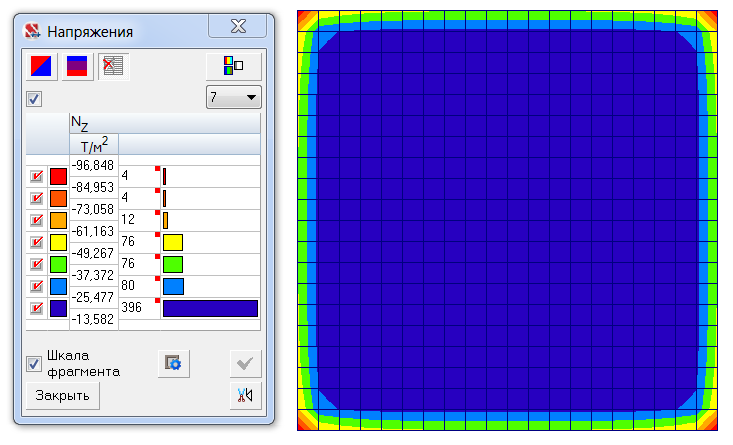 Напряжения
7
NZ
Т/м2
-96,848
4
-84,953
4
-73,058
12
-61,163
76
-49,267
76
-37,372
80
-25,477
396
-13,582
Шкала
фрагмента
Закрыть